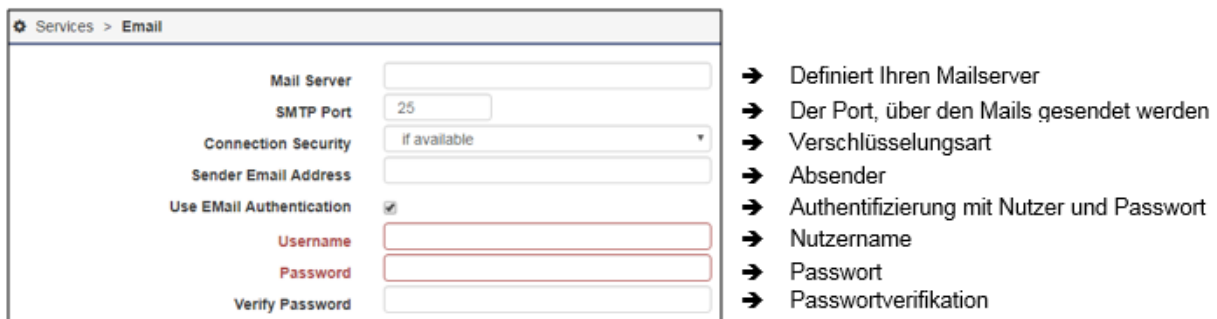 Services > Email
Mail Server ➔ Definiert Ihren Mailserver
SMTP Port 25 ➔ Der Port, über den Mails gesendet werden
Connection Security if available ➔ Verschlüsselungsart
Sender Email Address ➔ Absender
Use EMail Authentication ➔ Authentifizierung mit Nutzer und Passwort
Username ➔ Nutzername
Password ➔ Passwort
Verify Password ➔ Passwortverifikation